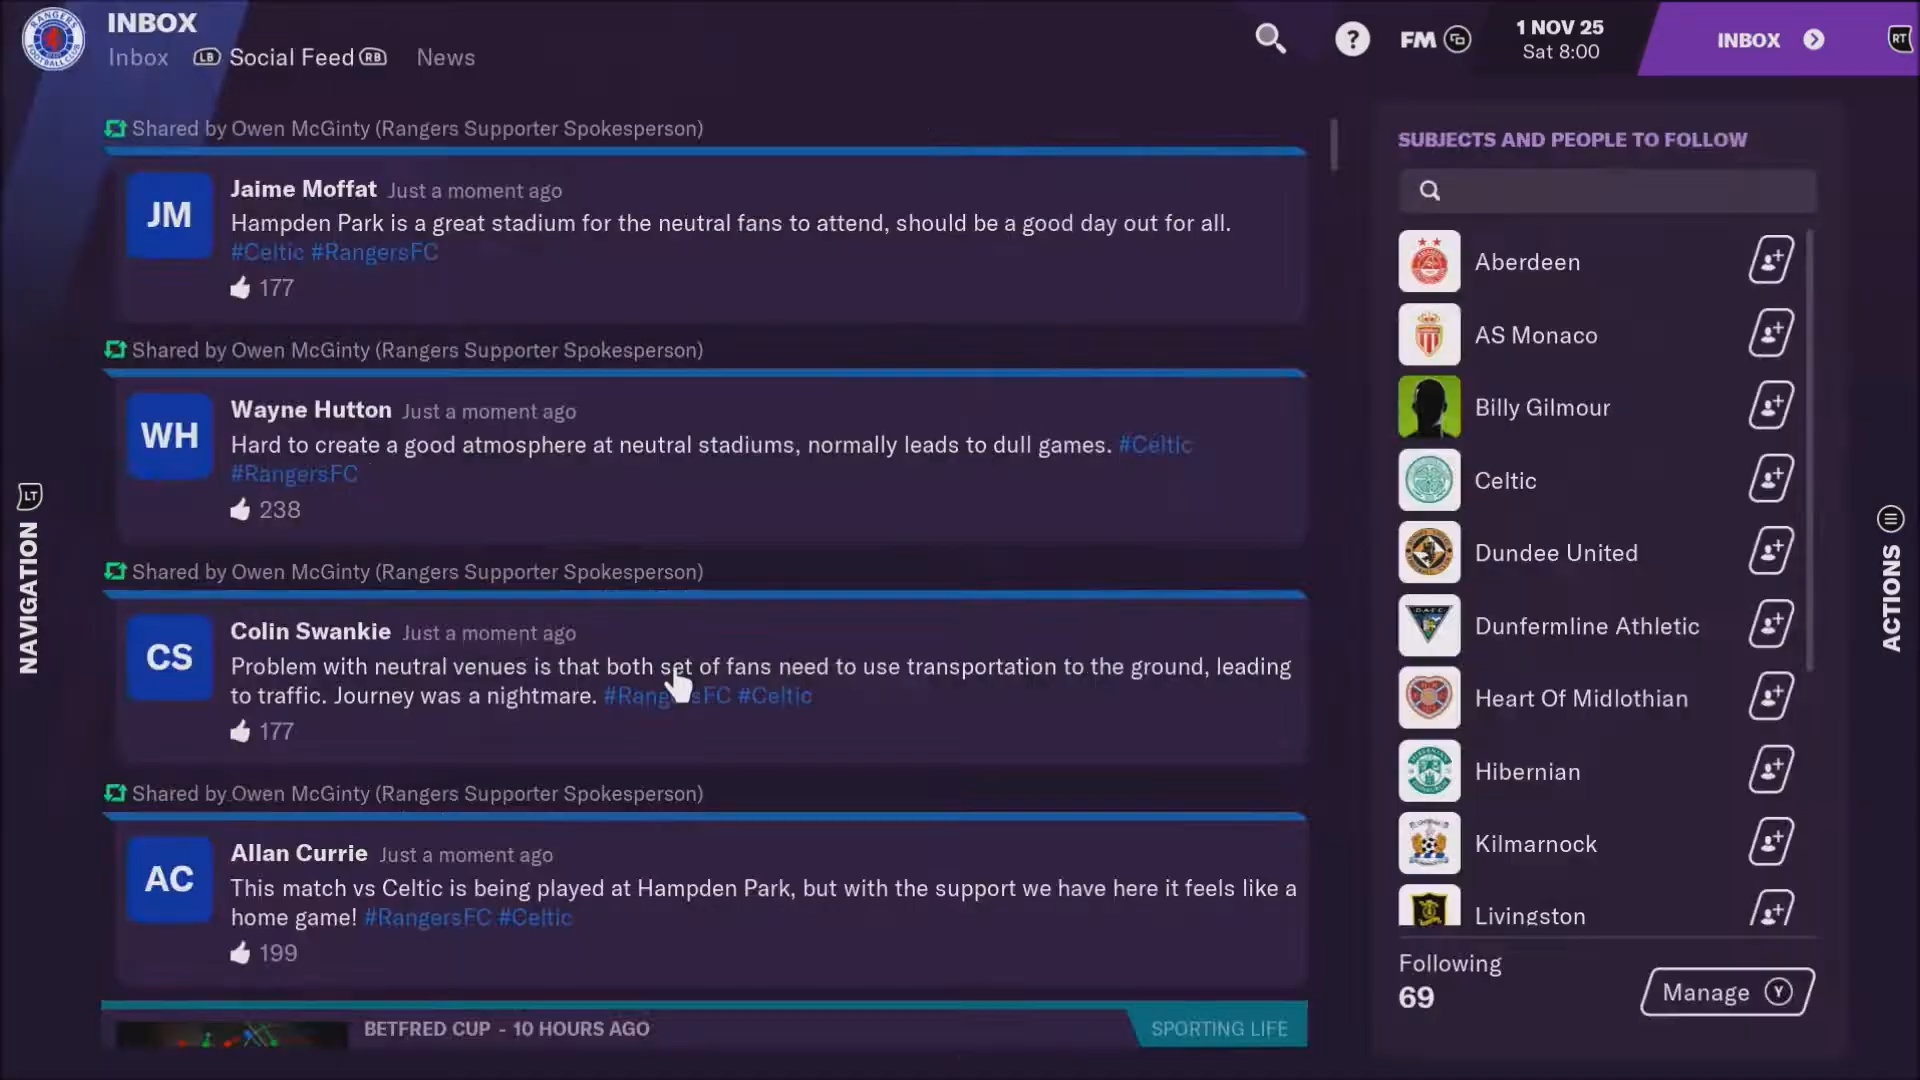 INBOX
Inbox LB Social Feed RB News
FM
1 NOV 25
Sat 8:00
INBOX
RT
Shared by Owen McGinty (Rangers Supporter Spokesperson)
JM
Jaime Moffat Just a moment ago
Hampden Park is a great stadium for the neutral fans to attend, should be a good day out for all.
#Celtic #RangersFC
177
Shared by Owen McGinty (Rangers Supporter Spokesperson)
WH
Wayne Hutton Just a moment ago
Hard to create a good atmosphere at neutral stadiums, normally leads to dull games. #Celtic
#RangersFC
238
Shared by Owen McGinty (Rangers Supporter Spokesperson)
CS
Colin Swankie Just a moment ago
Problem with neutral venues is that both set of fans need to use transportation to the ground, leading
to traffic. Journey was a nightmare. #RangersFC #Celtic
177
Shared by Owen McGinty (Rangers Supporter Spokesperson)
AC
Allan Currie Just a moment ago
This match vs Celtic is being played at Hampden Park, but with the support we have here it feels like a
home game! #RangersFC #Celtic
199
BETFRED CUP - 10 HOURS AGO
SPORTING LIFE
SUBJECTS AND PEOPLE TO FOLLOW
Aberdeen
AS Monaco
Billy Gilmour
Celtic
Dundee United
Dunfermline Athletic
Heart Of Midlothian
Hibernian
Kilmarnock
Livingston
Following
69
Manage Y
LT
NAVIGATION
ACTIONS